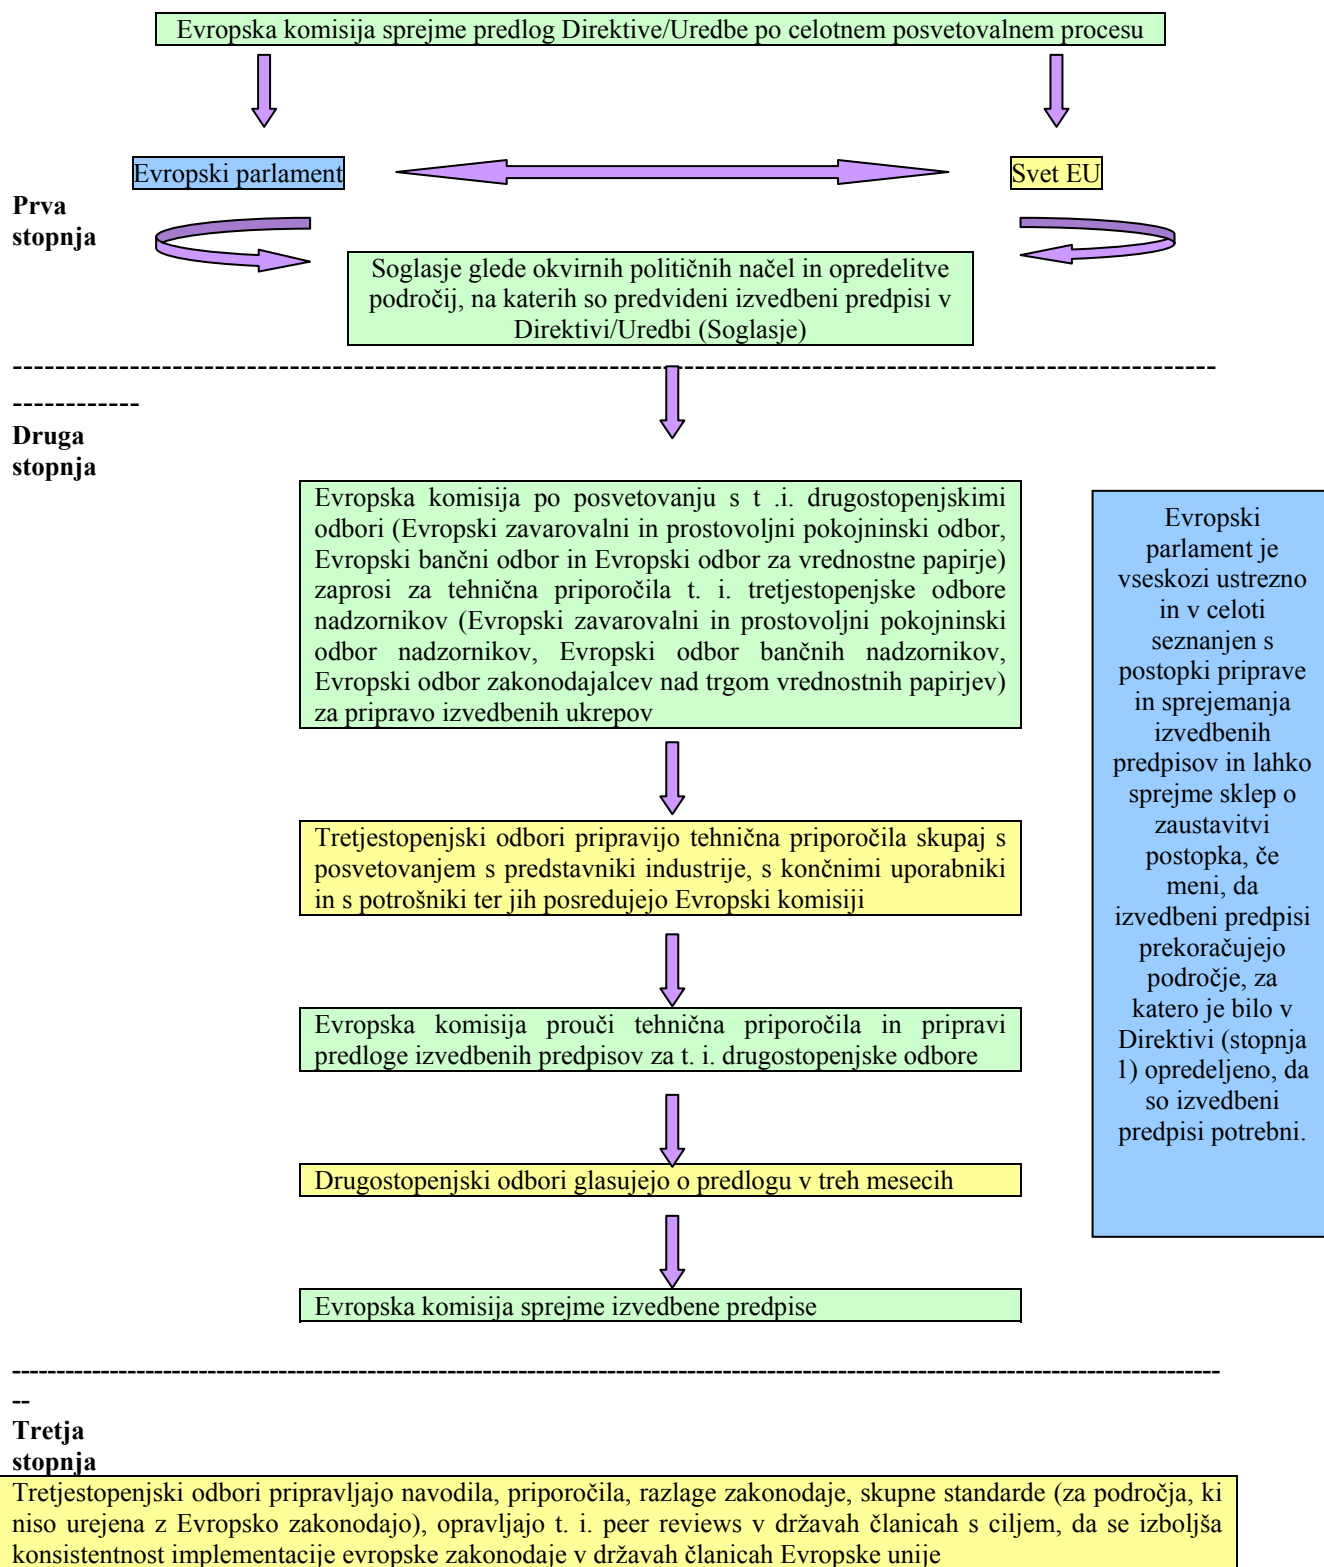 Evropska komisija sprejme predlog Direktive/Uredbe po celotnem posvetovalnem procesu
Evropski parlament
Svet EU
Prva
stopnja
Soglasje glede okvirnih političnih načel in opredelitve
področij, na katerih so predvideni izvedbeni predpisi v
Direktivi/Uredbi (Soglasje)
Druga
stopnja
Evropska komisija po posvetovanju s t .i. drugostopenjskimi
odbori (Evropski zavarovalni in prostovoljni pokojninski odbor,
Evropski bančni odbor in Evropski odbor za vrednostne papirje)
zaprosi za tehnična priporočila t. i. tretjestopenjske odbore
nadzornikov (Evropski zavarovalni in prostovoljni pokojninski
odbor nadzornikov, Evropski odbor bančnih nadzornikov,
Evropski odbor zakonodajalcev nad trgom vrednostnih papirjev)
za pripravo izvedbenih ukrepov
Tretjestopenjski odbori pripravijo tehnična priporočila skupaj s
posvetovanjem s predstavniki industrije, s končnimi uporabniki
in s potrošniki ter jih posredujejo Evropski komisiji
Evropska komisija prouči tehnična priporočila in pripravi
predloge izvedbenih predpisov za t. i. drugostopenjske odbore
Drugostopenjski odbori glasujejo o predlogu v treh mesecih
Evropska komisija sprejme izvedbene predpise
Evropski
parlament je
vseskozi ustrezno
in v celoti
seznanjen s
postopki priprave
in sprejemanja
izvedbenih
predpisov in lahko
sprejme sklep o
zaustavitvi
postopka, če
meni, da
izvedbeni predpisi
prekoračujejo
področje, za
katero je bilo v
Direktivi (stopnja
1) opredeljeno, da
so izvedbeni
predpisi potrebni.
Tretja
stopnja
Tretjestopenjski odbori pripravljajo navodila, priporočila, razlage zakonodaje, skupne standarde (za področja, ki
niso urejena z Evropsko zakonodajo), opravljajo t. i. peer reviews v državah članicah s ciljem, da se izboljša
konsistentnost implementacije evropske zakonodaje v državah članicah Evropske unije